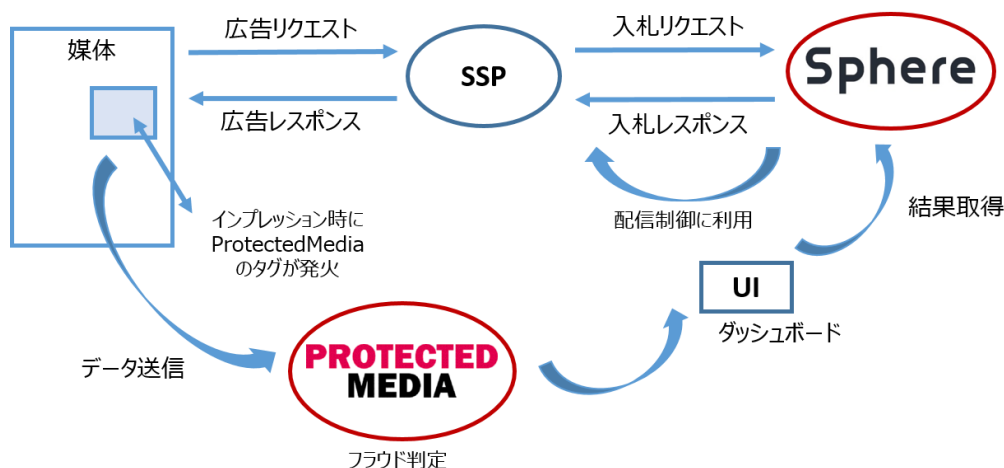 媒体
広告リクエスト
広告レスポンス
SSP
入札リクエスト
入札レスポンス
Sphere
インプレッション時に
ProtectedMedia
のタグが発火
配信制御に利用
結果取得
UI
ダッシュボード
データ送信
PROTECTED
MEDIA
フラウド判定